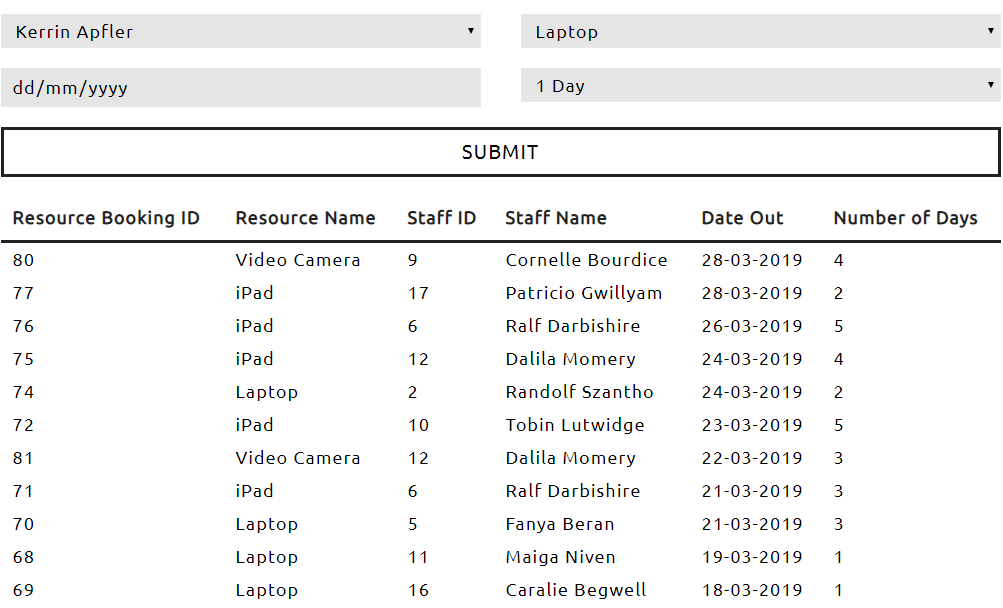 Kerrin Apfler Laptop
dd/mm/yyyy 1 Day
SUBMIT
Resource Booking ID Resource Name Staff ID Staff Name Date Out Number of Days
80 Video Camera 9 Cornelle Bourdice 28-03-2019 4
77 iPad 17 Patricio Gwillyam 28-03-2019 2
76 iPad 6 Ralf Darbishire 26-03-2019 5
75 iPad 12 Dalila Momery 24-03-2019 4
74 Laptop 2 Randolf Szantho 24-03-2019 2
72 iPad 10 Tobin Lutwidge 23-03-2019 5
81 Video Camera 12 Dalila Momery 22-03-2019 3
71 iPad 6 Ralf Darbishire 21-03-2019 3
70 Laptop 5 Fanya Beran 21-03-2019 3
68 Laptop 11 Maiga Niven 19-03-2019 1
69 Laptop 16 Caralie Begwell 18-03-2019 1